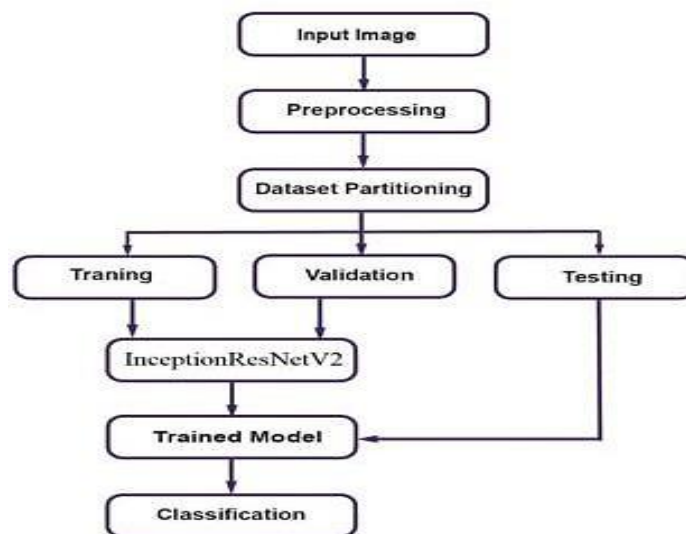 Input Image
Preprocessing
Dataset Partitioning
Traning
Validation
Testing
InceptionResNetV2
Trained Model
Classification